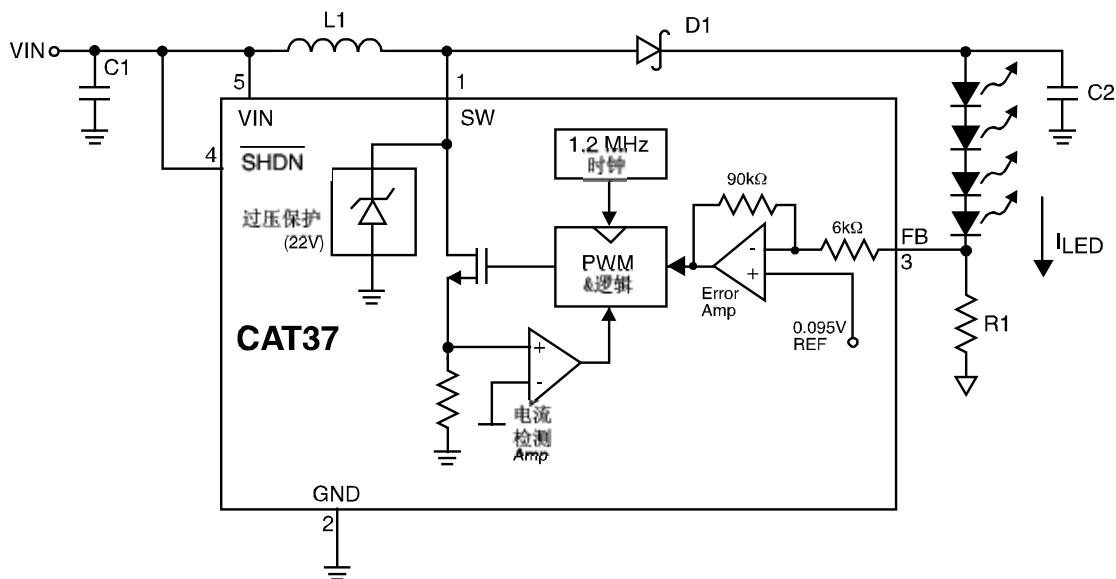 L1
D1
VIN
C1
5
1
C2
VIN
SW
4
SHDN
1.2 MHz
时钟
90kΩ
过压保护
(22V)
6kΩ
FB
3
ILED
PWM
&逻辑
-
+
Error
Amp
0.095V
REF
R1
CAT37
+
-
电流
检测
Amp
GND
2